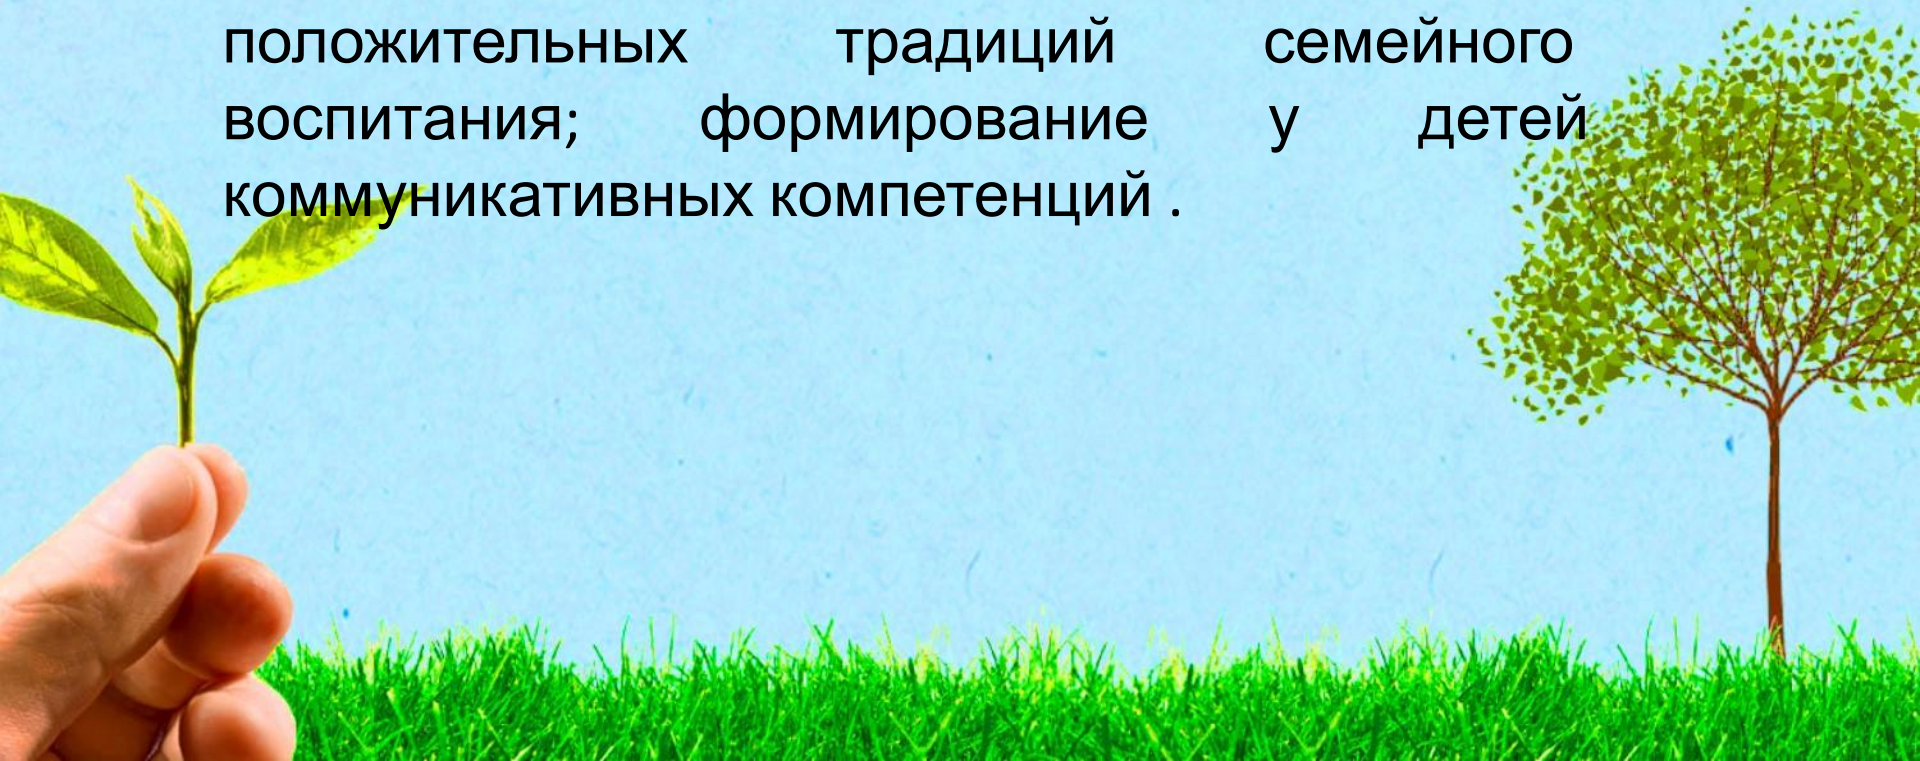 положительных традиций семейного
воспитания; формирование у детей
коммуникативных компетенций .